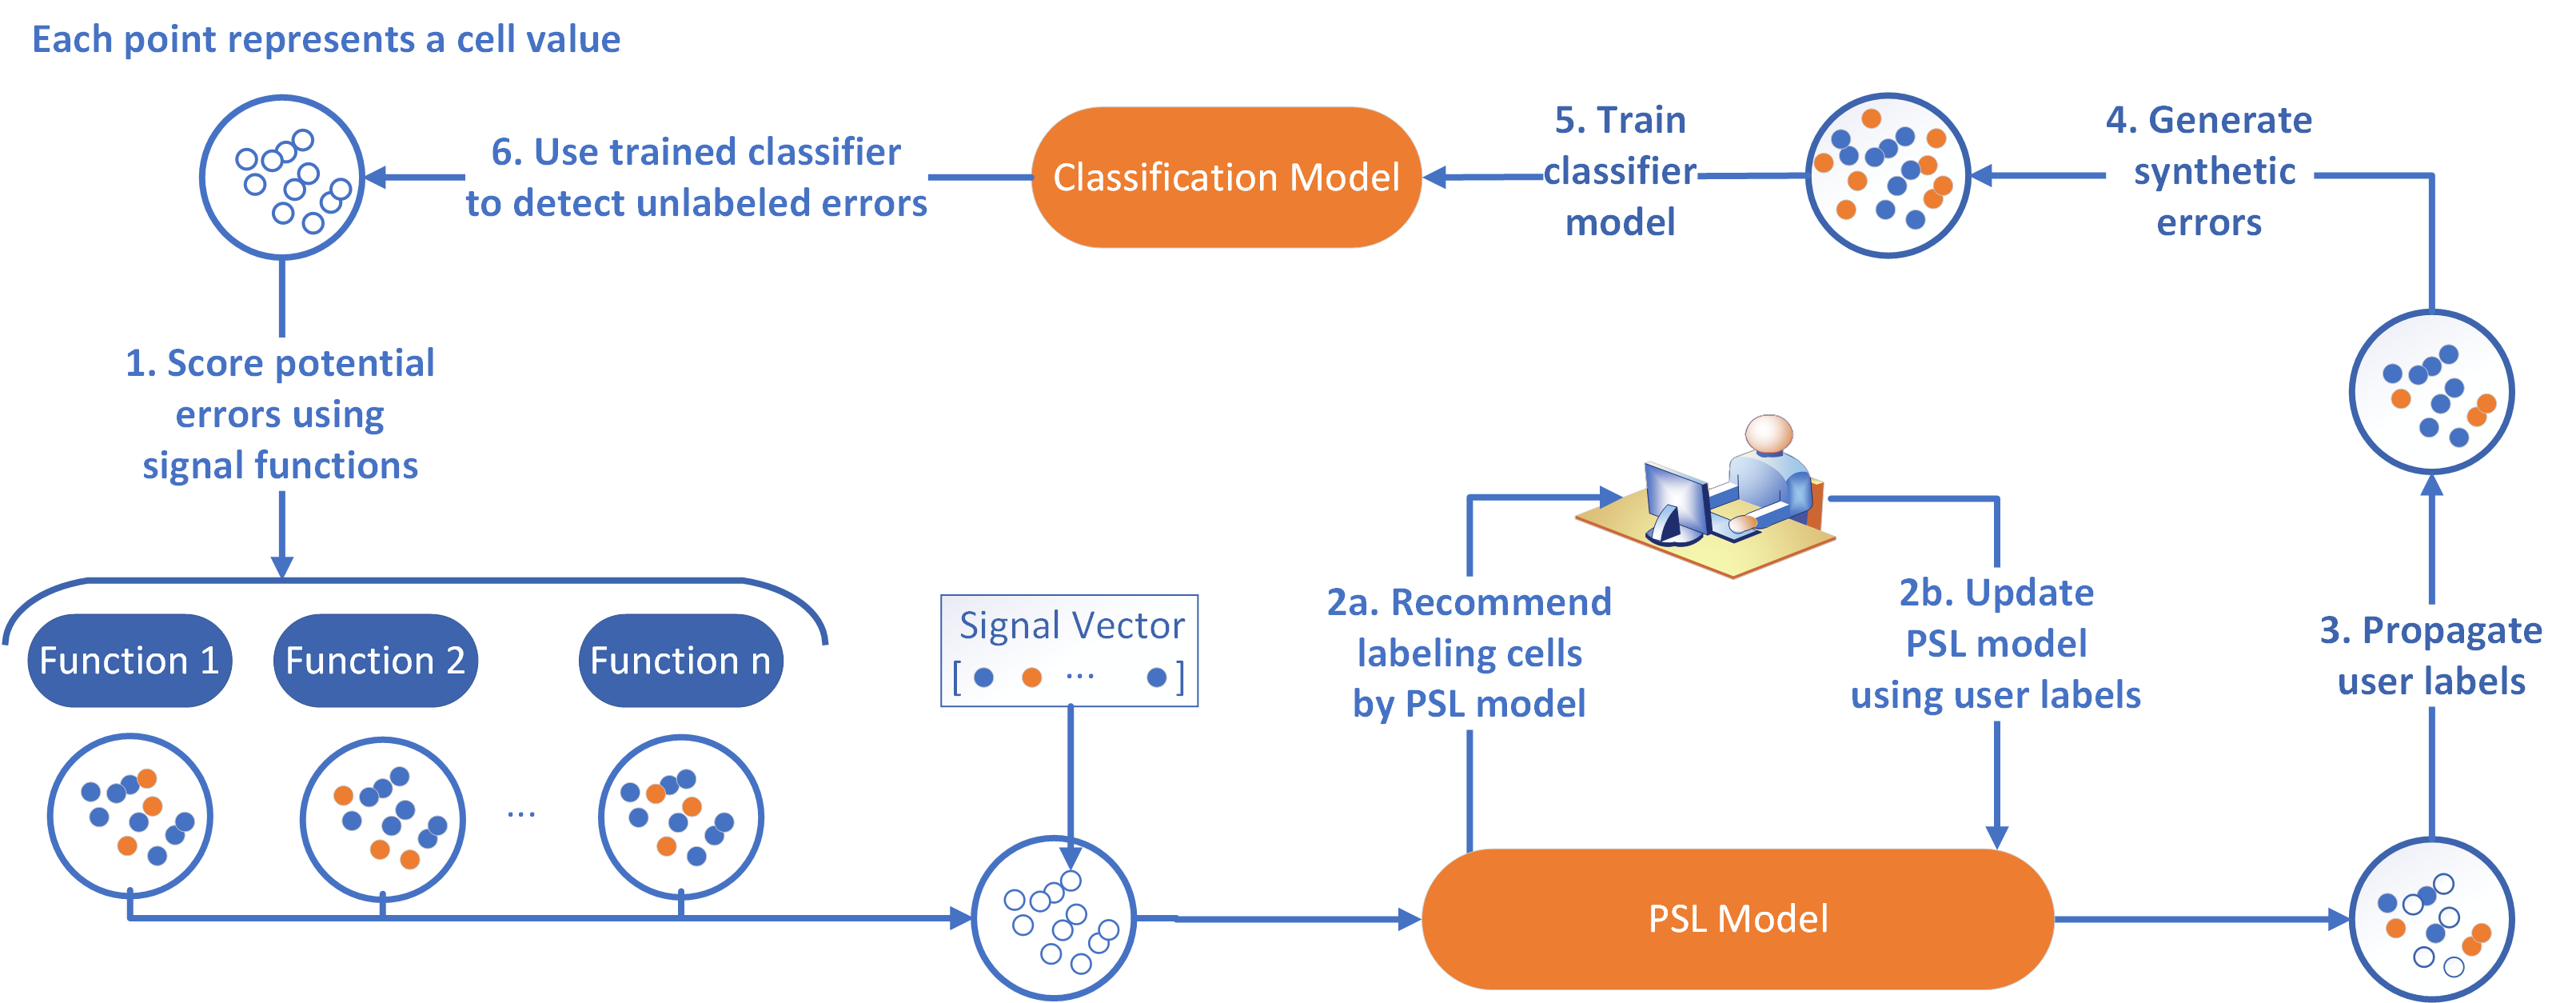 Each point represents a cell value
6. Use trained classifier
to detect unlabeled errors
Classification Model
5. Train
classifier
model
4. Generate
synthetic
errors
1. Score potential
errors using
signal functions
Function 1
Function 2
Function n
...
Signal Vector
[ ... ]
2a. Recommend
labeling cells
by PSL model
2b. Update
PSL model
using user labels
3. Propagate
user labels
PSL Model